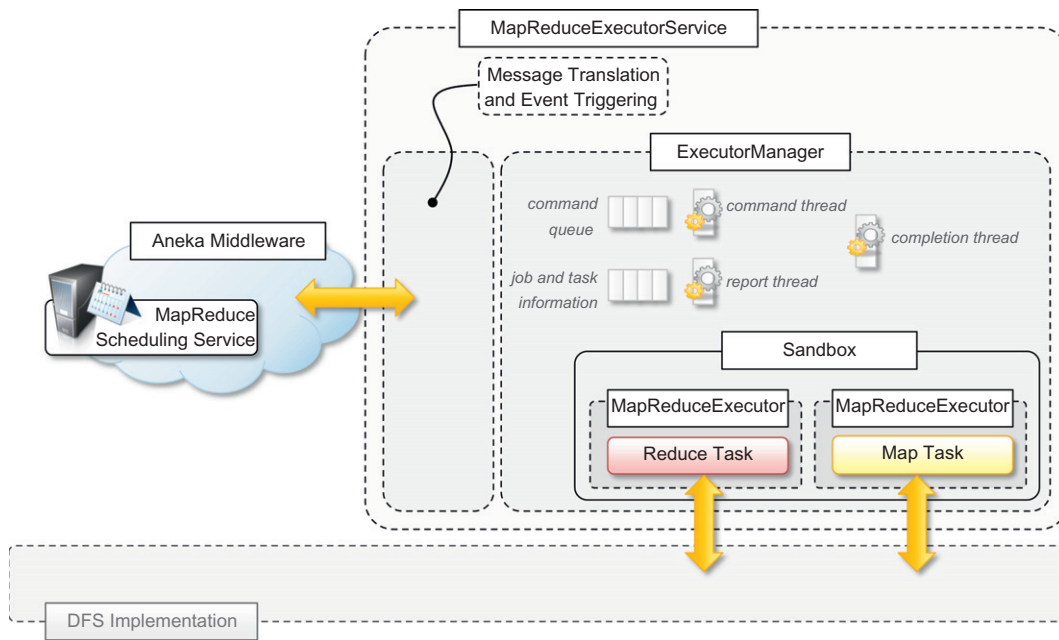 MapReduceExecutorService
Message Translation
and Event Triggering
ExecutorManager
command
queue
command thread
completion thread
job and task
information
report thread
Aneka Middleware
MapReduce
Scheduling Service
Sandbox
MapReduceExecutor
MapReduceExecutor
Reduce Task
Map Task
DFS Implementation